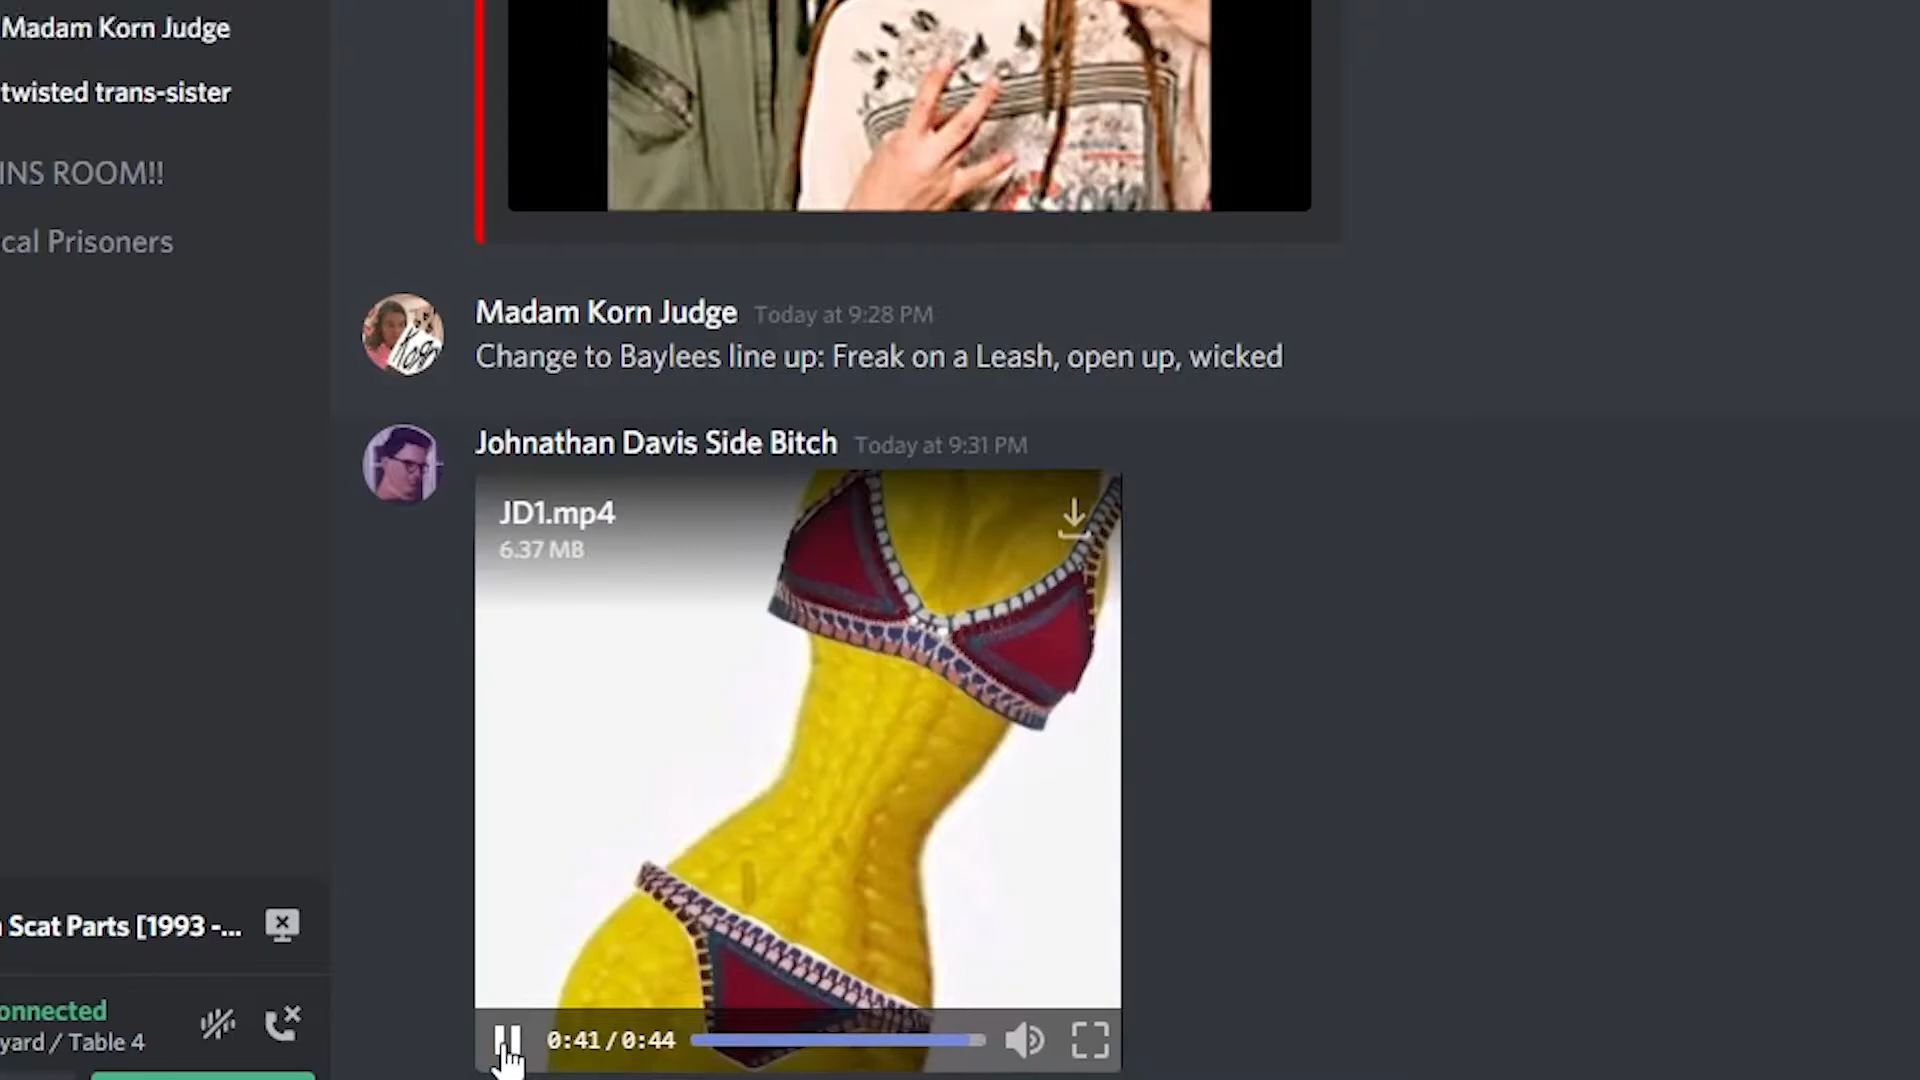 Madam Korn Judge
twisted trans-sister
INS ROOM!!
cal Prisoners
Madam Korn Judge Today at 9:28 PM
Change to Baylees line up: Freak on a Leash, open up, wicked
Johnathan Davis Side Bitch Today at 9:31 PM
JD1.mp4
6.37 MB
Scat Parts [1993 -...
onnected
yard / Table 4
0:41 / 0:44